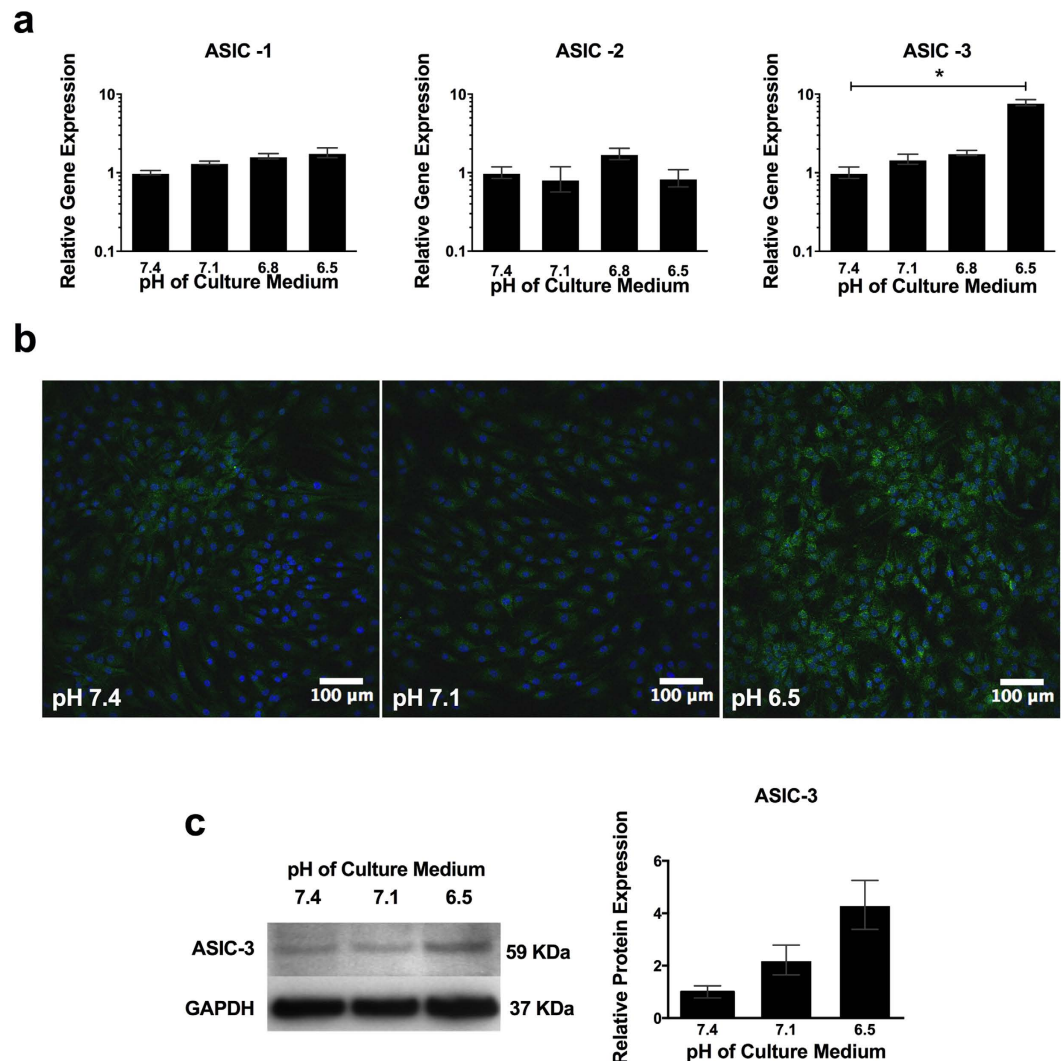 a
ASIC -1
ASIC -2
ASIC -3
Relative Gene Expression
10
1
0.1
7.4 7.1 6.8 6.5
pH of Culture Medium
Relative Gene Expression
10
1
0.1
7.4 7.1 6.8 6.5
pH of Culture Medium
Relative Gene Expression
*
10
1
0.1
7.4 7.1 6.8 6.5
pH of Culture Medium
b
pH 7.4
100 µm
pH 7.1
100 µm
pH 6.5
100 µm
c
pH of Culture Medium
7.4 7.1 6.5
ASIC-3
59 KDa
GAPDH
37 KDa
ASIC-3
Relative Protein Expression
6
4
2
0
7.4 7.1 6.5
pH of Culture Medium